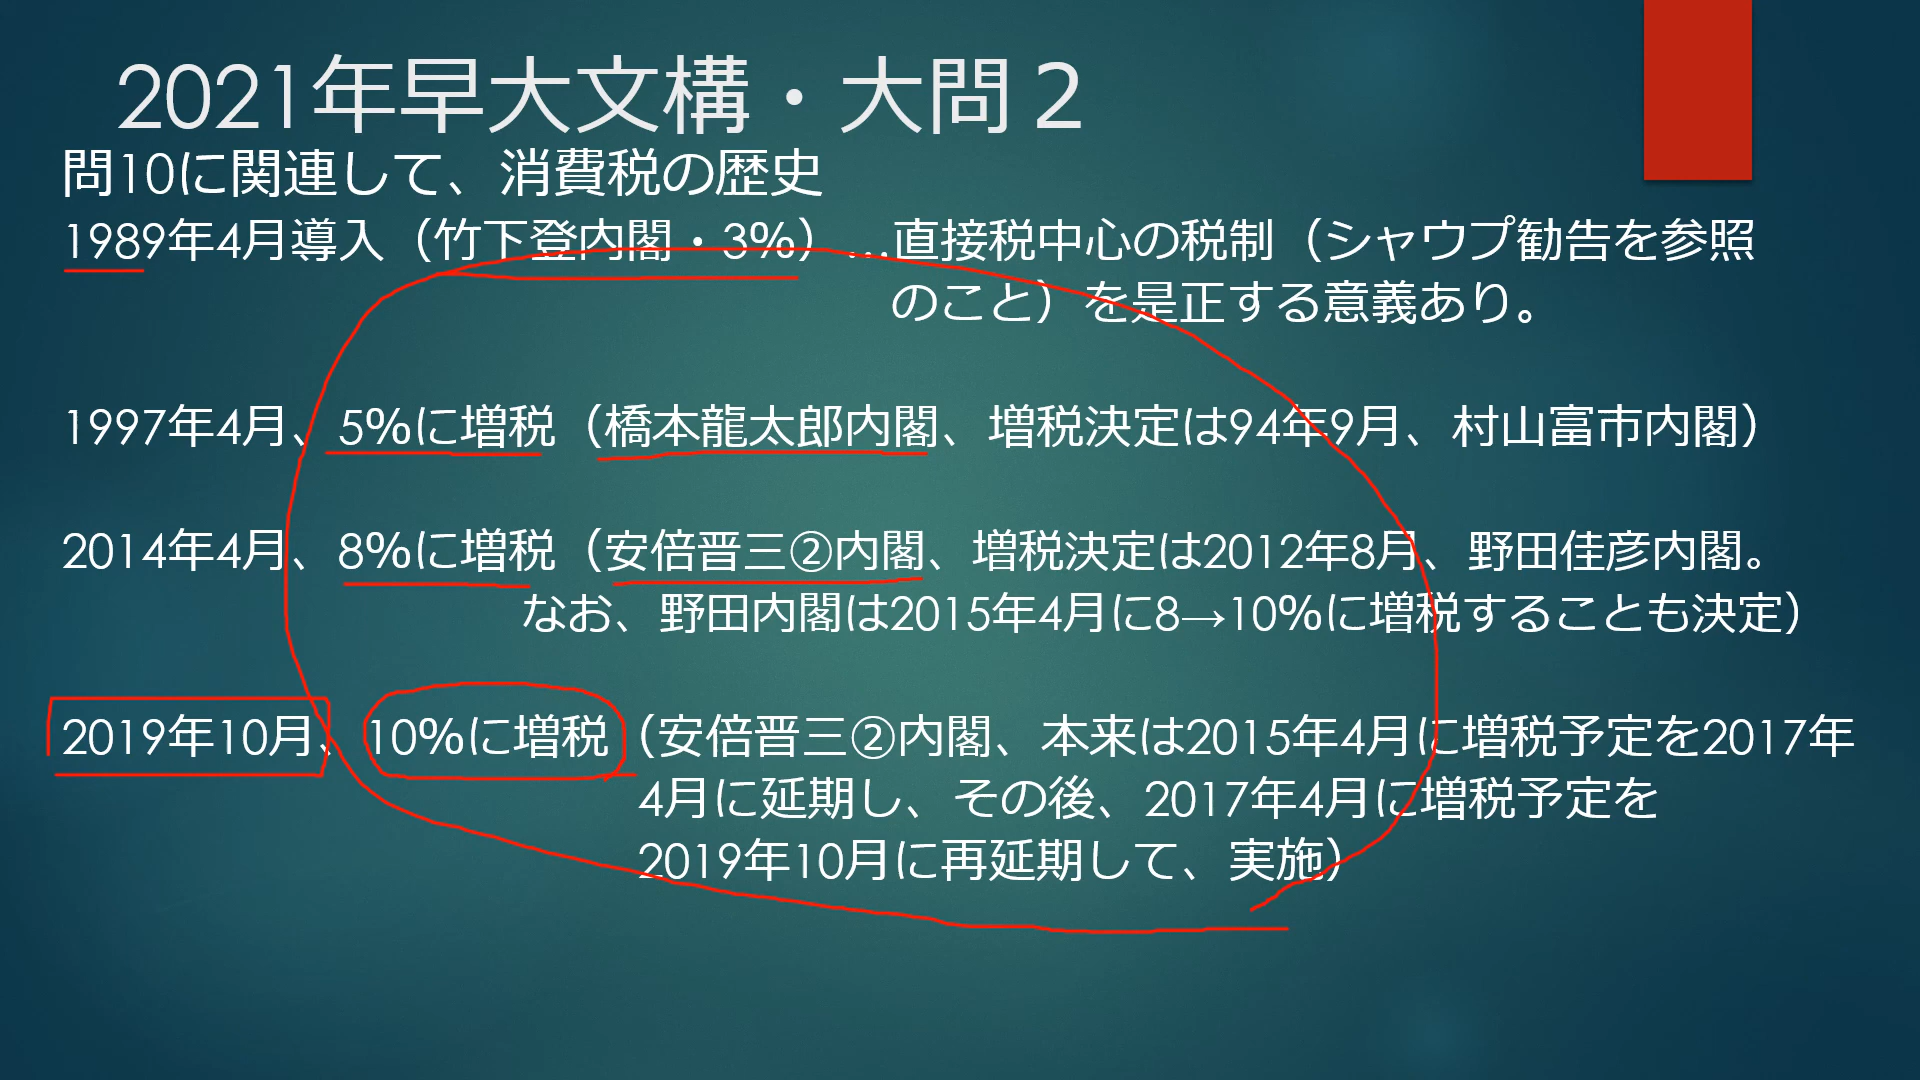 2021年早大文構・大問２
問10に関連して、消費税の歴史
1989年4月導入（竹下登内閣・3％）…直接税中心の税制（シャウプ勧告を参照
のこと）を是正する意義あり。
1997年4月、5％に増税（橋本龍太郎内閣、増税決定は94年9月、村山富市内閣）
2014年4月、8％に増税（安倍晋三②内閣、増税決定は2012年8月、野田佳彦内閣。
なお、野田内閣は2015年4月に8→10％に増税することも決定）
2019年10月、10％に増税（安倍晋三②内閣、本来は2015年4月に増税予定を2017年
4月に延期し、その後、2017年4月に増税予定を
2019年10月に再延期して、実施）